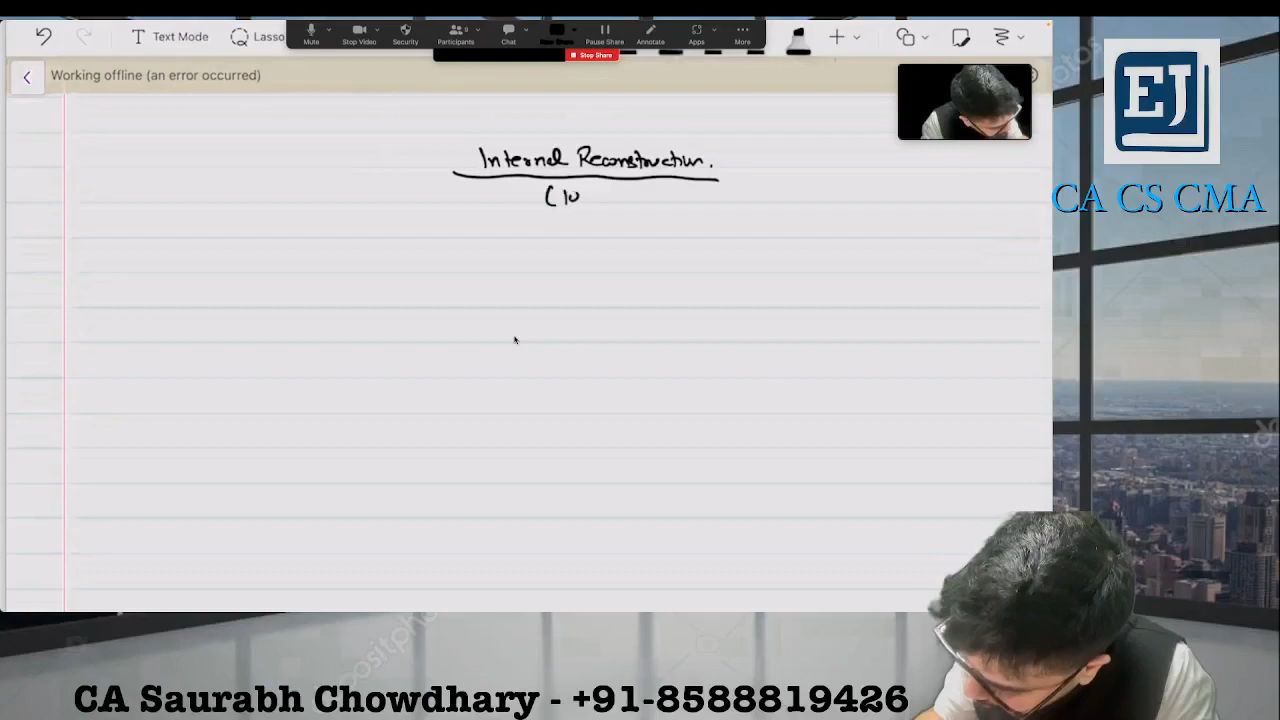 Text Mode
Lasso
Mute
Stop Video
Security
Participants
Chat
Pause Share
Annotate
Apps
More
Stop Share
Working offline (an error occurred)
EJ
CA CS CMA
Internal Reconstruction.
( 10
CA Saurabh Chowdhary - +91-8588819426